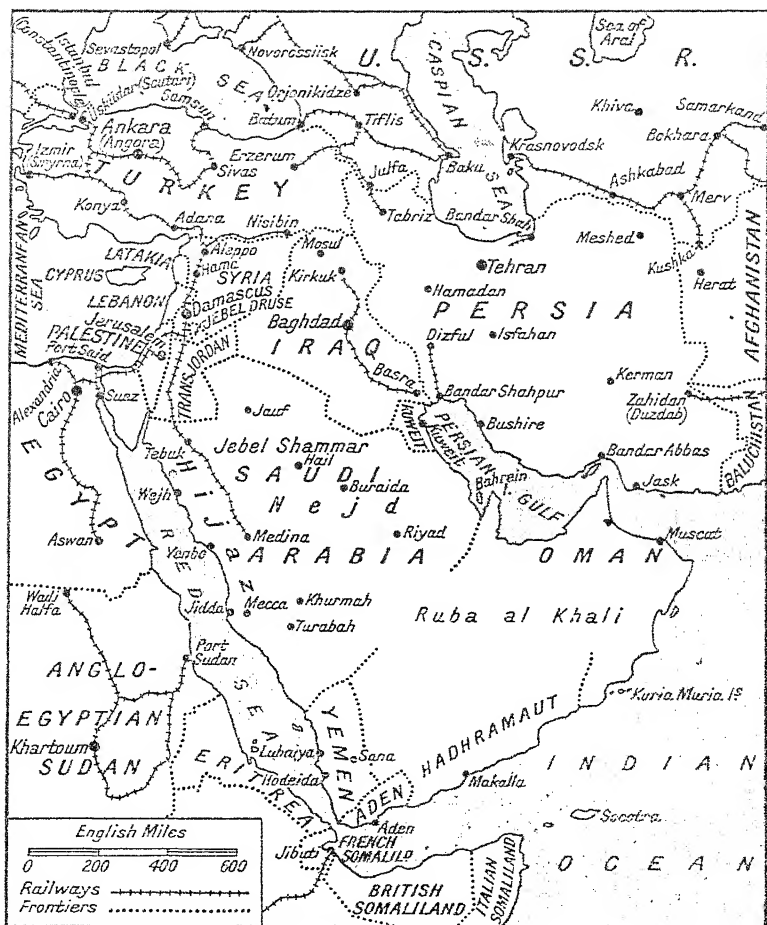 U. S. S. R.
Sea of Aral
Sevastopol
Novorossiisk
BLACK SEA
Istanbul (Constantinople)
Üsküdar (Scutari)
Samsun
Orjonikidze
CASPIAN SEA
Khiva
Samarkand
Bokhara
Ankara (Angora)
Batum
Tiflis
Krasnovodsk
Izmir (Smyrna)
TURKEY
Sivas
Erzerum
Julfa
Baku
Ashkabad
Merv
Konya
Adana
Nisibin
Tabriz
Bandar Shah
Meshed
Kushka
AFGHANISTAN
MEDITERRANEAN SEA
LATAKIA
Aleppo
Hama
Mosul
Tehran
Herat
CYPRUS
SYRIA
Kirkuk
Hamadan
LEBANON
Damascus
JEBEL DRUSE
PERSIA
Jerusalem
PALESTINE
Baghdad
IRAQ
Dizful
Isfahan
Port Said
TRANSJORDAN
Basra
Bandar Shahpur
Kerman
Zahidan (Duzdab)
Alexandria
Cairo
Suez
Jauf
KUWEIT
Kuweit
PERSIAN GULF
Bushire
BALUCHISTAN
EGYPT
Tebuk
Jebel Shammar
Hail
Bandar Abbas
Jask
Hijaz
SAUDI ARABIA
Nejd
Buraida
Bahrein
Wejh
Medina
Riyad
Muscat
Aswan
Yenbo
OMAN
RED SEA
Wadi Halfa
Jidda
Mecca
Khurmah
Turabah
Ruba al Khali
Port Sudan
ANGLO-
EGYPTIAN
SUDAN
Kuria Muria Is
Khartoum
ERITREA
YEMEN
Luhaiya
Sana
HADHRAMAUT
INDIAN
OCEAN
Hodeida
ADEN
Makalla
Aden
Socotra
Jibuti
FRENCH SOMALILD
BRITISH SOMALILAND
ITALIAN SOMALILAND
English Miles
0 200 400 600
Railways
Frontiers